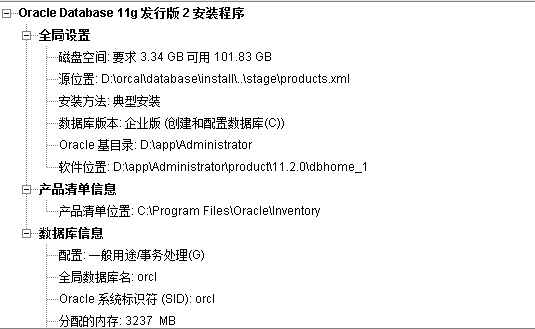 Oracle Database 11g 发行版 2 安装程序
全局设置
磁盘空间: 要求 3.34 GB 可用 101.83 GB
源位置: D:\orcal\database\install\..\stage\products.xml
安装方法: 典型安装
数据库版本: 企业版 (创建和配置数据库(C))
Oracle 基目录: D:\app\Administrator
软件位置: D:\app\Administrator\product\11.2.0\dbhome_1
产品清单信息
产品清单位置: C:\Program Files\Oracle\Inventory
数据库信息
配置: 一般用途/事务处理(G)
全局数据库名: orcl
Oracle 系统标识符 (SID): orcl
分配的内存: 3237 MB